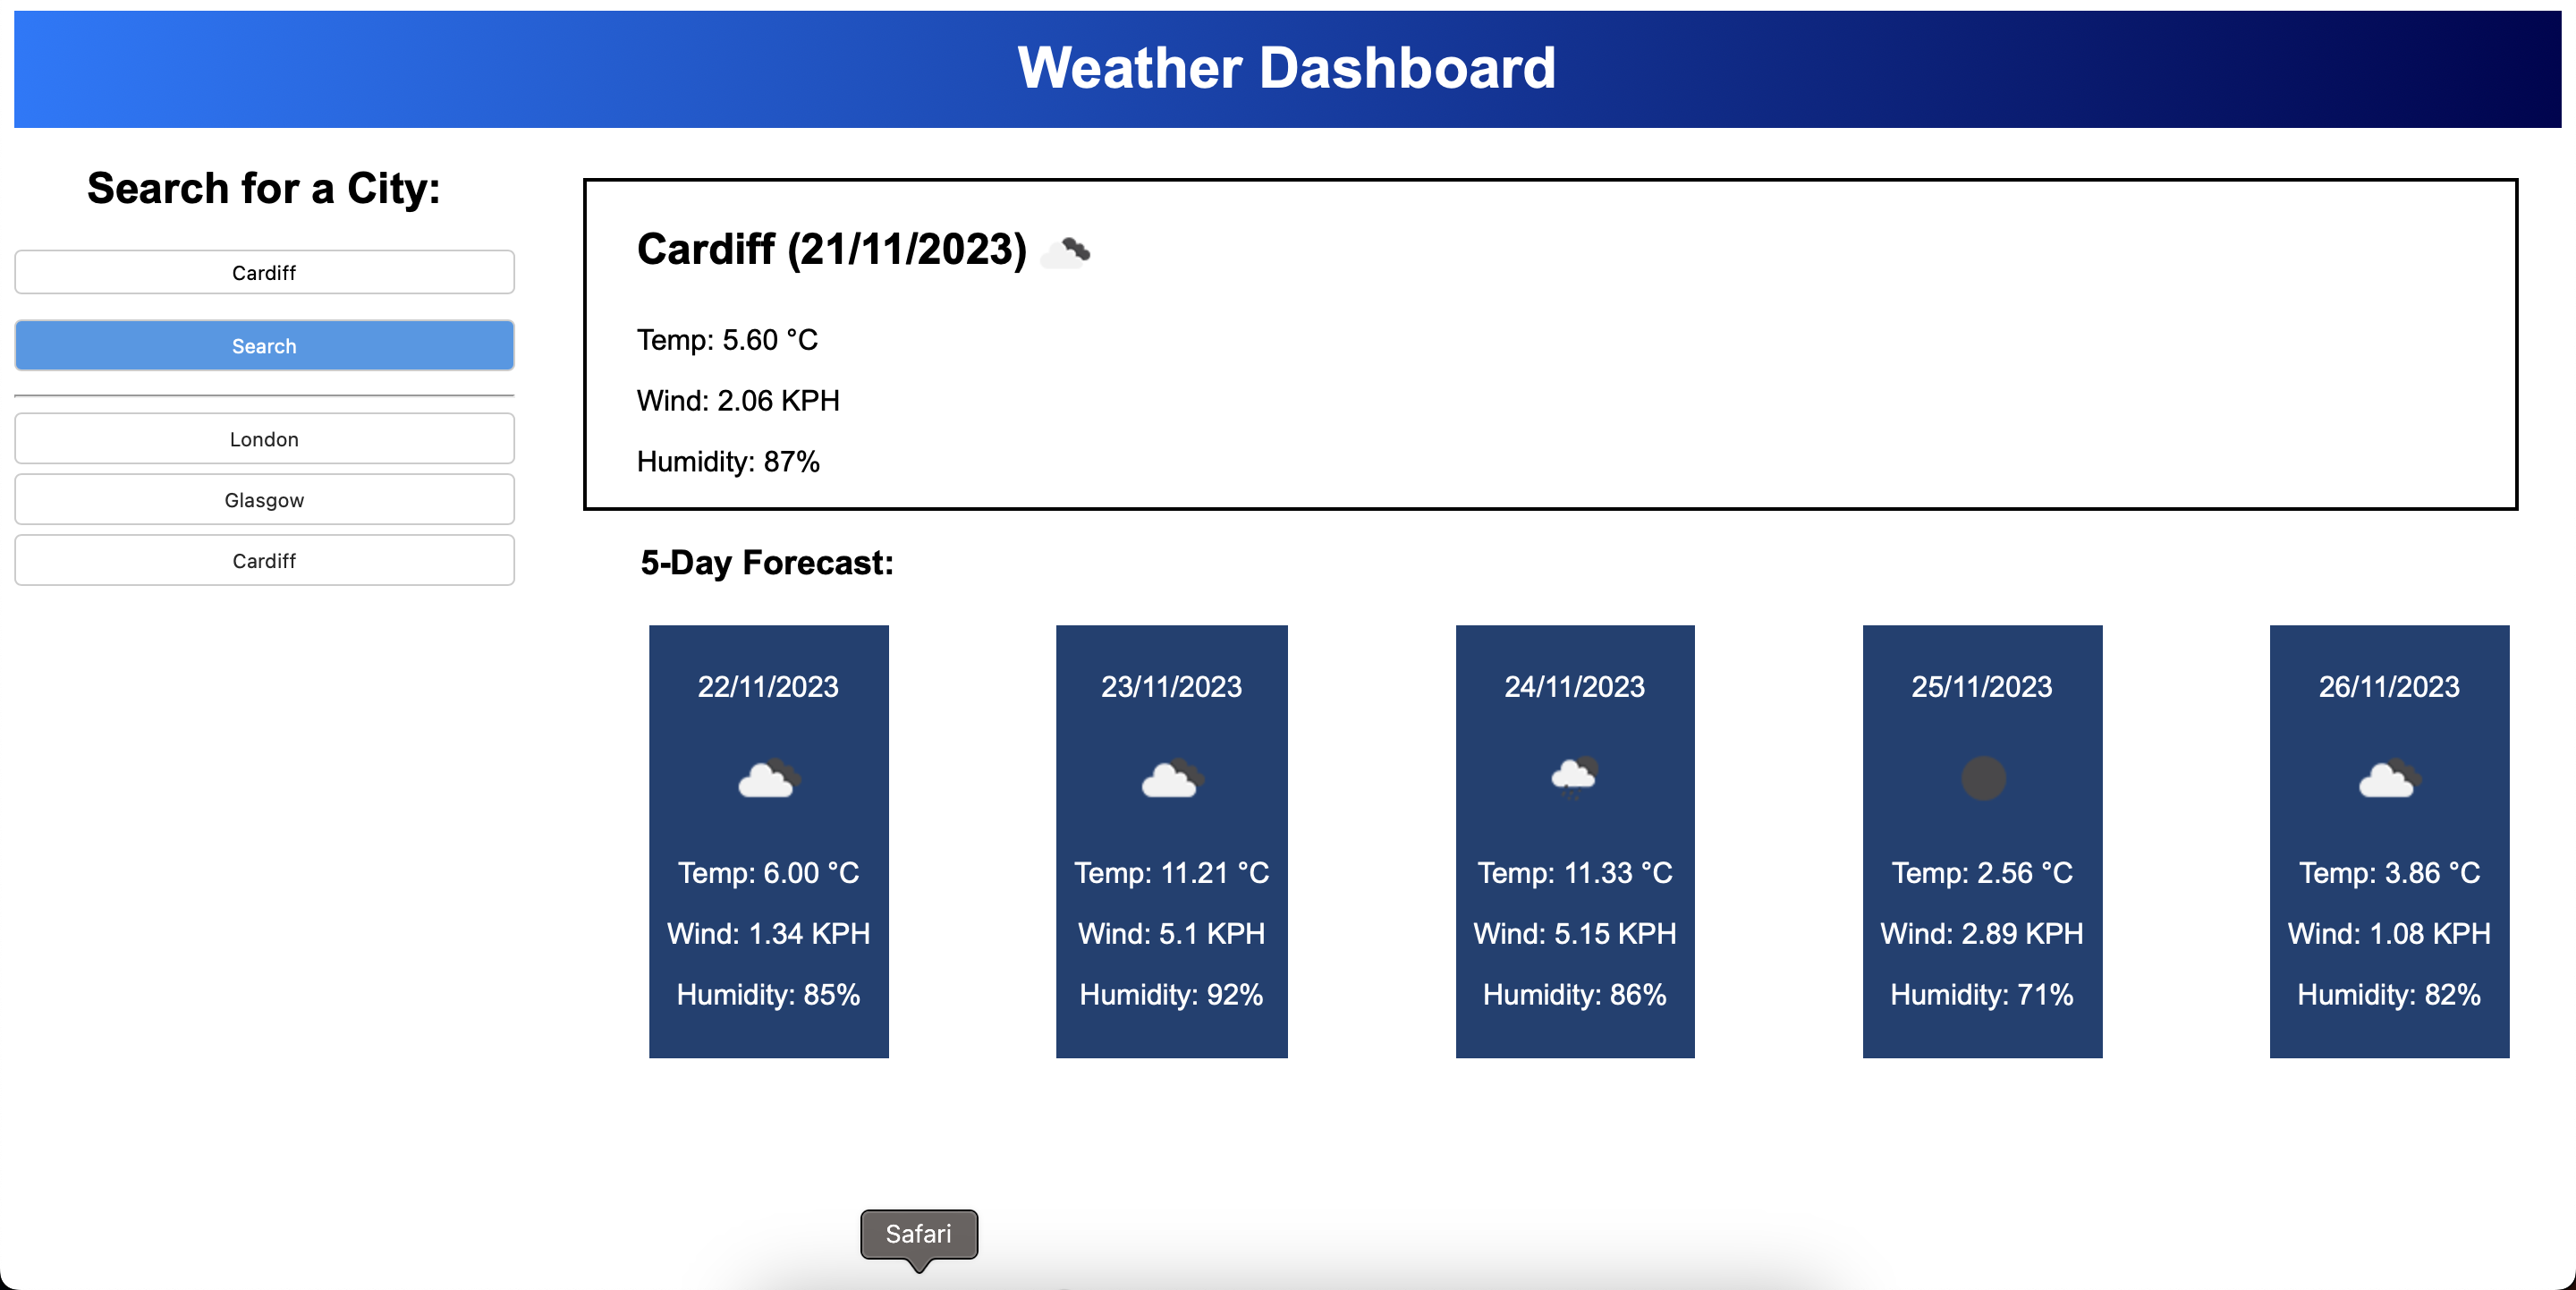 Weather Dashboard
Search for a City:
Cardiff
Search
London
Glasgow
Cardiff
Cardiff (21/11/2023)
Temp: 5.60 °C
Wind: 2.06 KPH
Humidity: 87%
5-Day Forecast:
22/11/2023
Temp: 6.00 °C
Wind: 1.34 KPH
Humidity: 85%
23/11/2023
Temp: 11.21 °C
Wind: 5.1 KPH
Humidity: 92%
24/11/2023
Temp: 11.33 °C
Wind: 5.15 KPH
Humidity: 86%
25/11/2023
Temp: 2.56 °C
Wind: 2.89 KPH
Humidity: 71%
26/11/2023
Temp: 3.86 °C
Wind: 1.08 KPH
Humidity: 82%
Safari